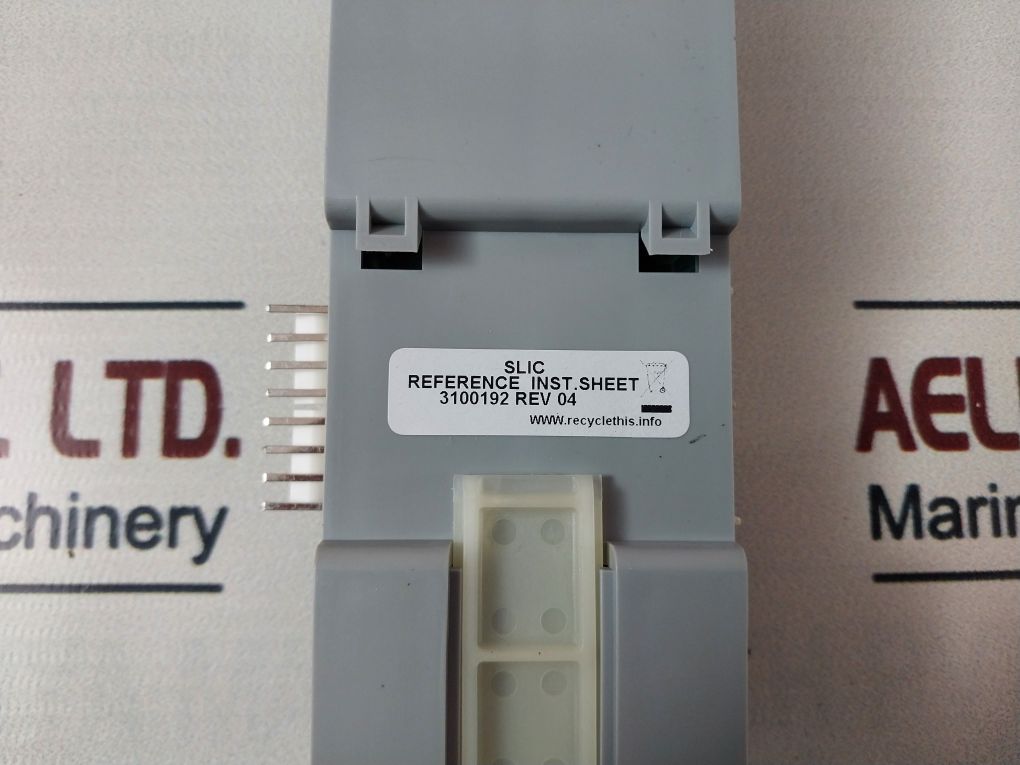 SLIC
REFERENCE INST.SHEET
3100192 REV 04
www.recyclethis.info
LTD.
AEL
chinery
Marin